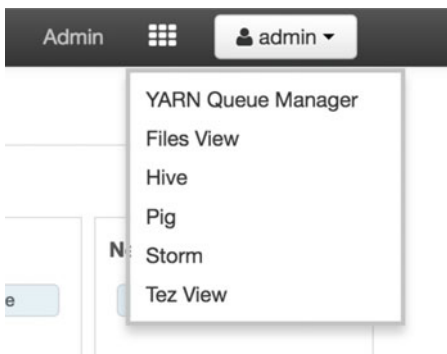 Admin
admin
YARN Queue Manager
Files View
Hive
Pig
Storm
Tez View
e